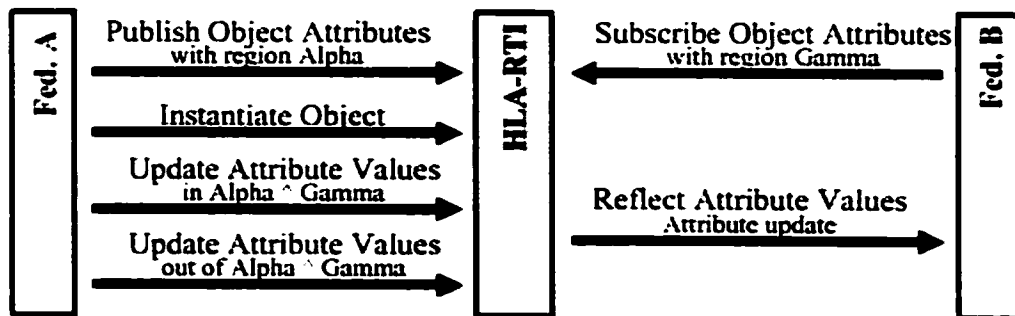 Fed. A
Publish Object Attributes
with region Alpha
Instantiate Object
Update Attribute Values
in Alpha ^ Gamma
Update Attribute Values
out of Alpha ^ Gamma
HLA-RTI
Subscribe Object Attributes
with region Gamma
Reflect Attribute Values
Attribute update
Fed. B